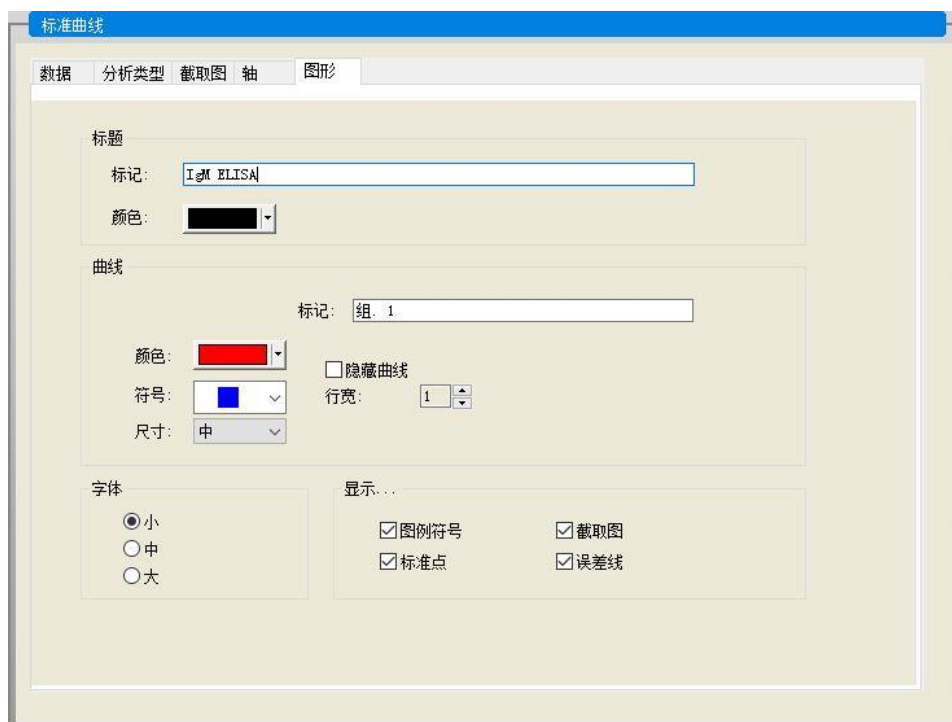 标准曲线
数据 分析类型 截取图 轴 图形
标题
标记: IgM ELISA
颜色:
曲线
标记: 组. 1
颜色:
隐藏曲线
符号:
行宽: 1
尺寸: 中
字体
小
中
大
显示...
图例符号 截取图
标准点 误差线